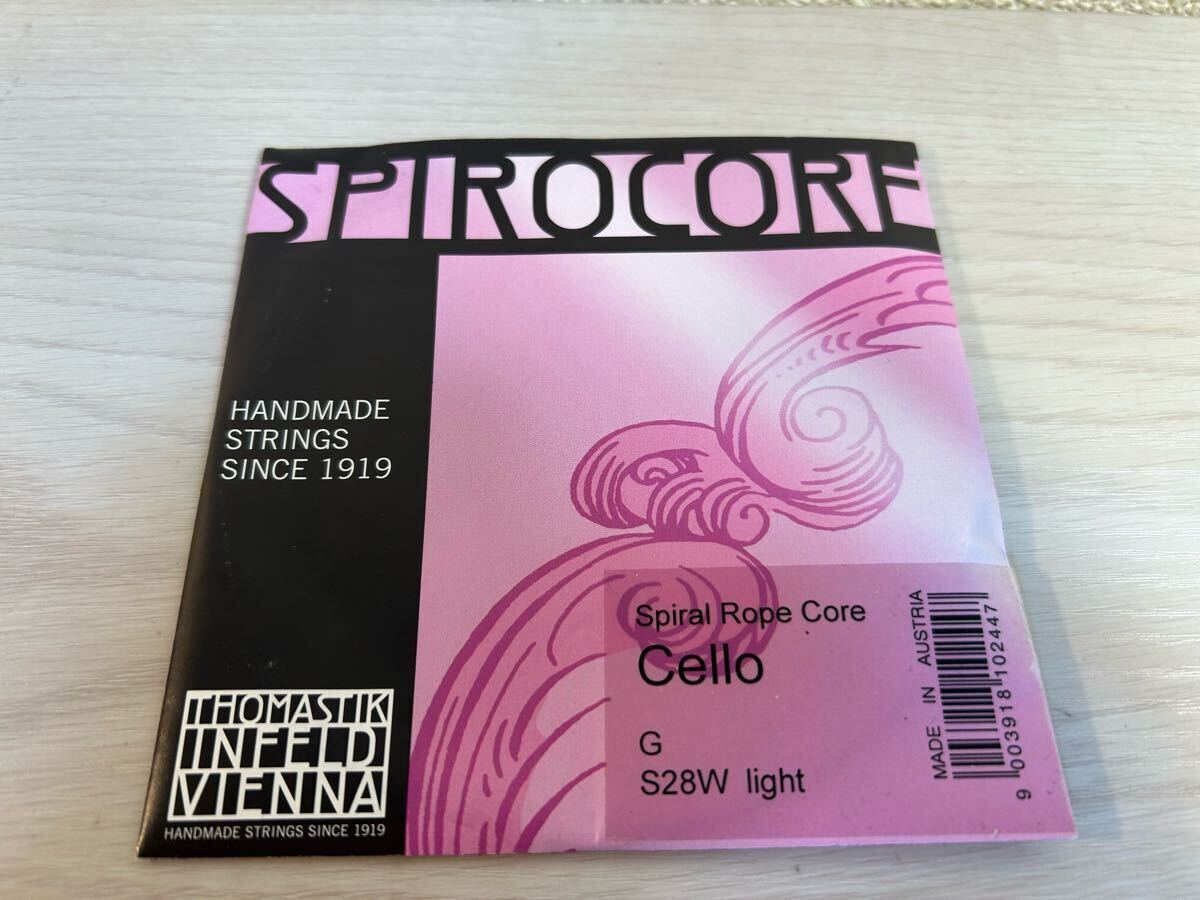 SPIROCORE
HANDMADE
STRINGS
SINCE 1919
THOMASTIK
INFELD
VIENNA
HANDMADE STRINGS SINCE 1919
Spiral Rope Core
Cello
G
S28W light
MADE IN AUSTRIA
9 003918 102447